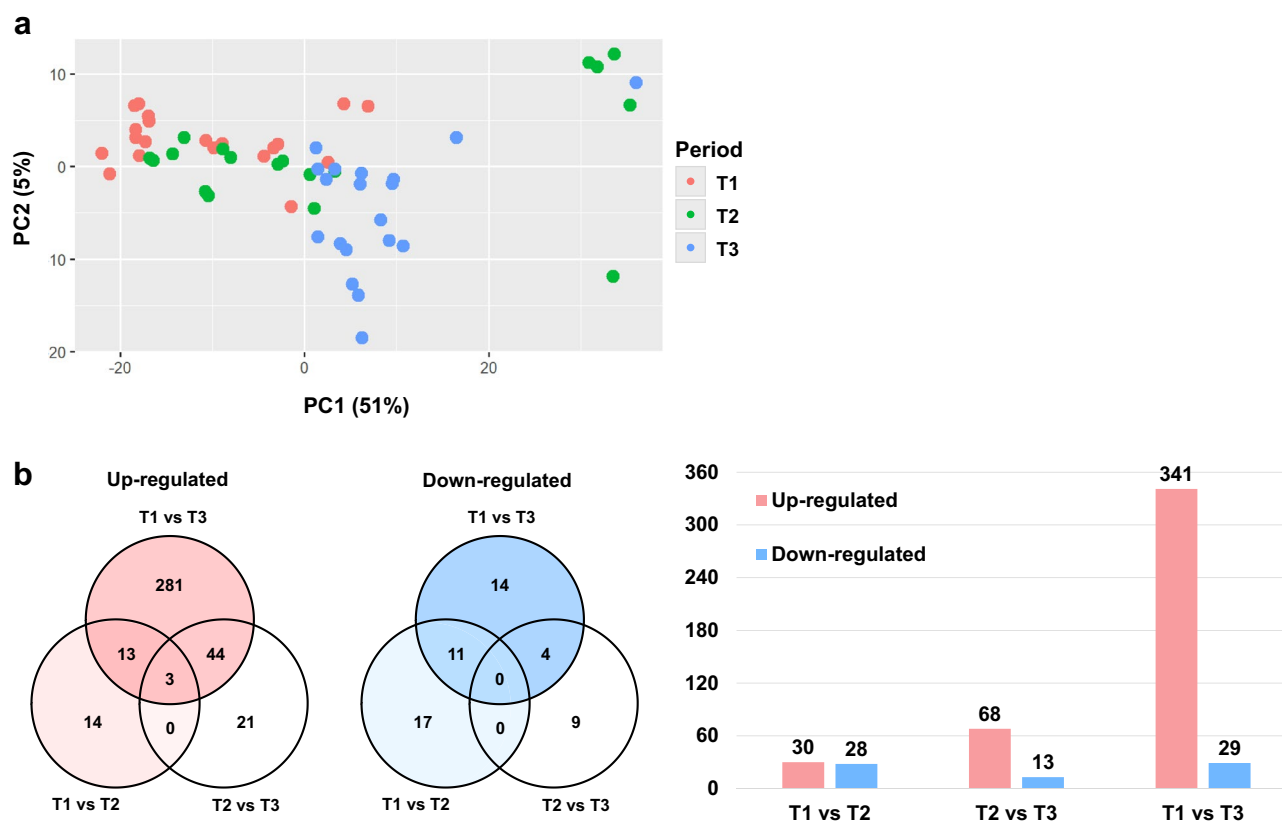 a
10
0
10
20
-20
0
20
PC2 (5%)
PC1 (51%)
Period
T1
T2
T3
b
Up-regulated
T1 vs T3
281
13
44
3
14
0
21
T1 vs T2
T2 vs T3
Down-regulated
T1 vs T3
14
11
4
0
17
0
9
T1 vs T2
T2 vs T3
360
300
240
180
120
60
0
Up-regulated
Down-regulated
30
28
68
13
341
29
T1 vs T2
T2 vs T3
T1 vs T3